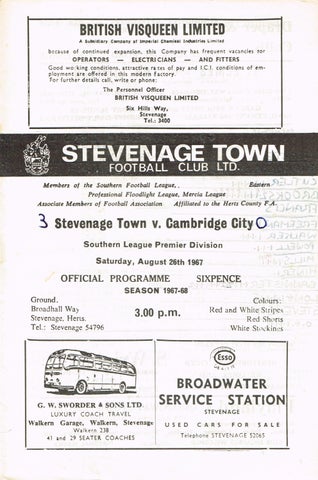 BRITISH VISQUEEN LIMITED
A Subsidiary Company of Imperial Chemical Industries Limited
because of continued expansion, this Company has frequent vacancies for
OPERATORS — ELECTRICIANS — AND FITTERS
Good working conditions, attractive rates of pay and I.C.I. conditions of em-
ployment are offered in this modern factory.
For further details call, write or phone:
The Personnel Officer
BRITISH VISQUEEN LIMITED
Six Hills Way,
Stevenage
Tel.: 3400
STEVENAGE TOWN
FOOTBALL CLUB LTD.
Members of the Southern Football League, . Eastern
Professional Floodlight League, Mercia League
Associate Members of Football Association Affiliated to the Herts County F.A.
3 Stevenage Town v. Cambridge City 0
Southern League Premier Division
Saturday, August 26th 1967
OFFICIAL PROGRAMME SIXPENCE
SEASON 1967-68
Ground,
Broadhall Way
Stevenage, Herts.
Tel.: Stevenage 54796
3.00 p.m.
Colours:
Red and White Stripes
Red Shorts
White Stockings
G. W. SWORDER & SONS LTD.
LUXURY COACH TRAVEL
Walkern Garage, Walkern, Stevenage
Walkern 238
41 and 29 SEATER COACHES
Esso
BROADWATER
SERVICE STATION
STEVENAGE
USED CARS FOR SALE
Telephone STEVENAGE 52065